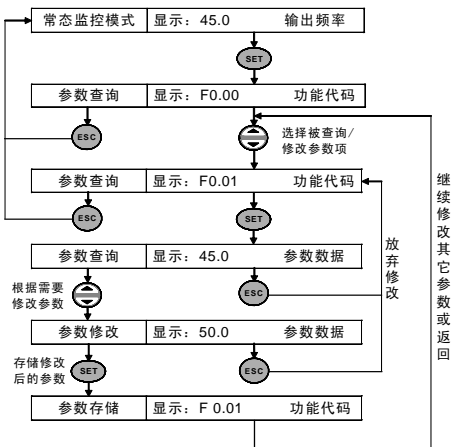 常态监控模式 显示：45.0 输出频率
SET
参数查询 显示：F0.00 功能代码
ESC
选择被查询/
修改参数项
参数查询 显示：F0.01 功能代码
ESC
SET
参数查询 显示：45.0 参数数据
根据需要
修改参数
ESC
放弃修改
继续修改其它参数或返回
参数修改 显示：50.0 参数数据
存储修改
后的参数
SET
ESC
参数存储 显示：F 0.01 功能代码